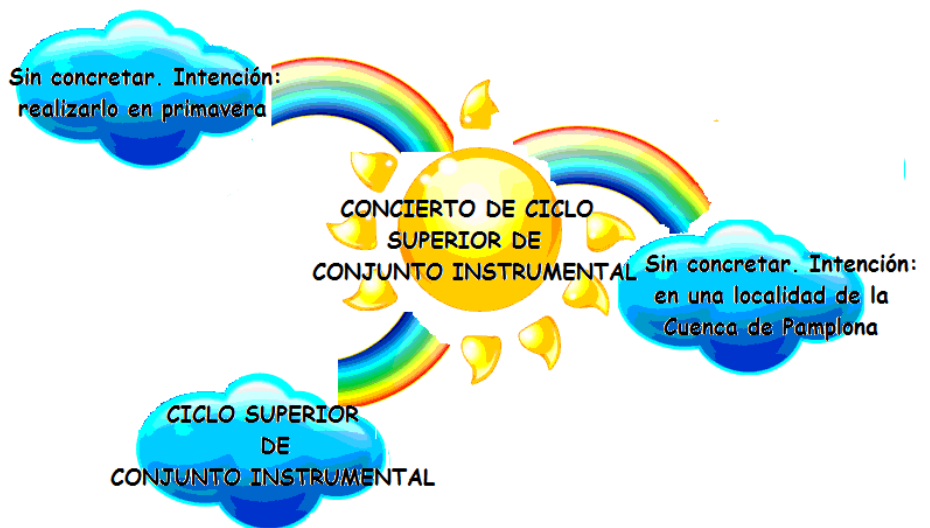 Sin concretar. Intención:
realizarlo en primavera
CONCIERTO DE CICLO
SUPERIOR DE
CONJUNTO INSTRUMENTAL
Sin concretar. Intención:
en una localidad de la
Cuenca de Pamplona
CICLO SUPERIOR
DE
CONJUNTO INSTRUMENTAL